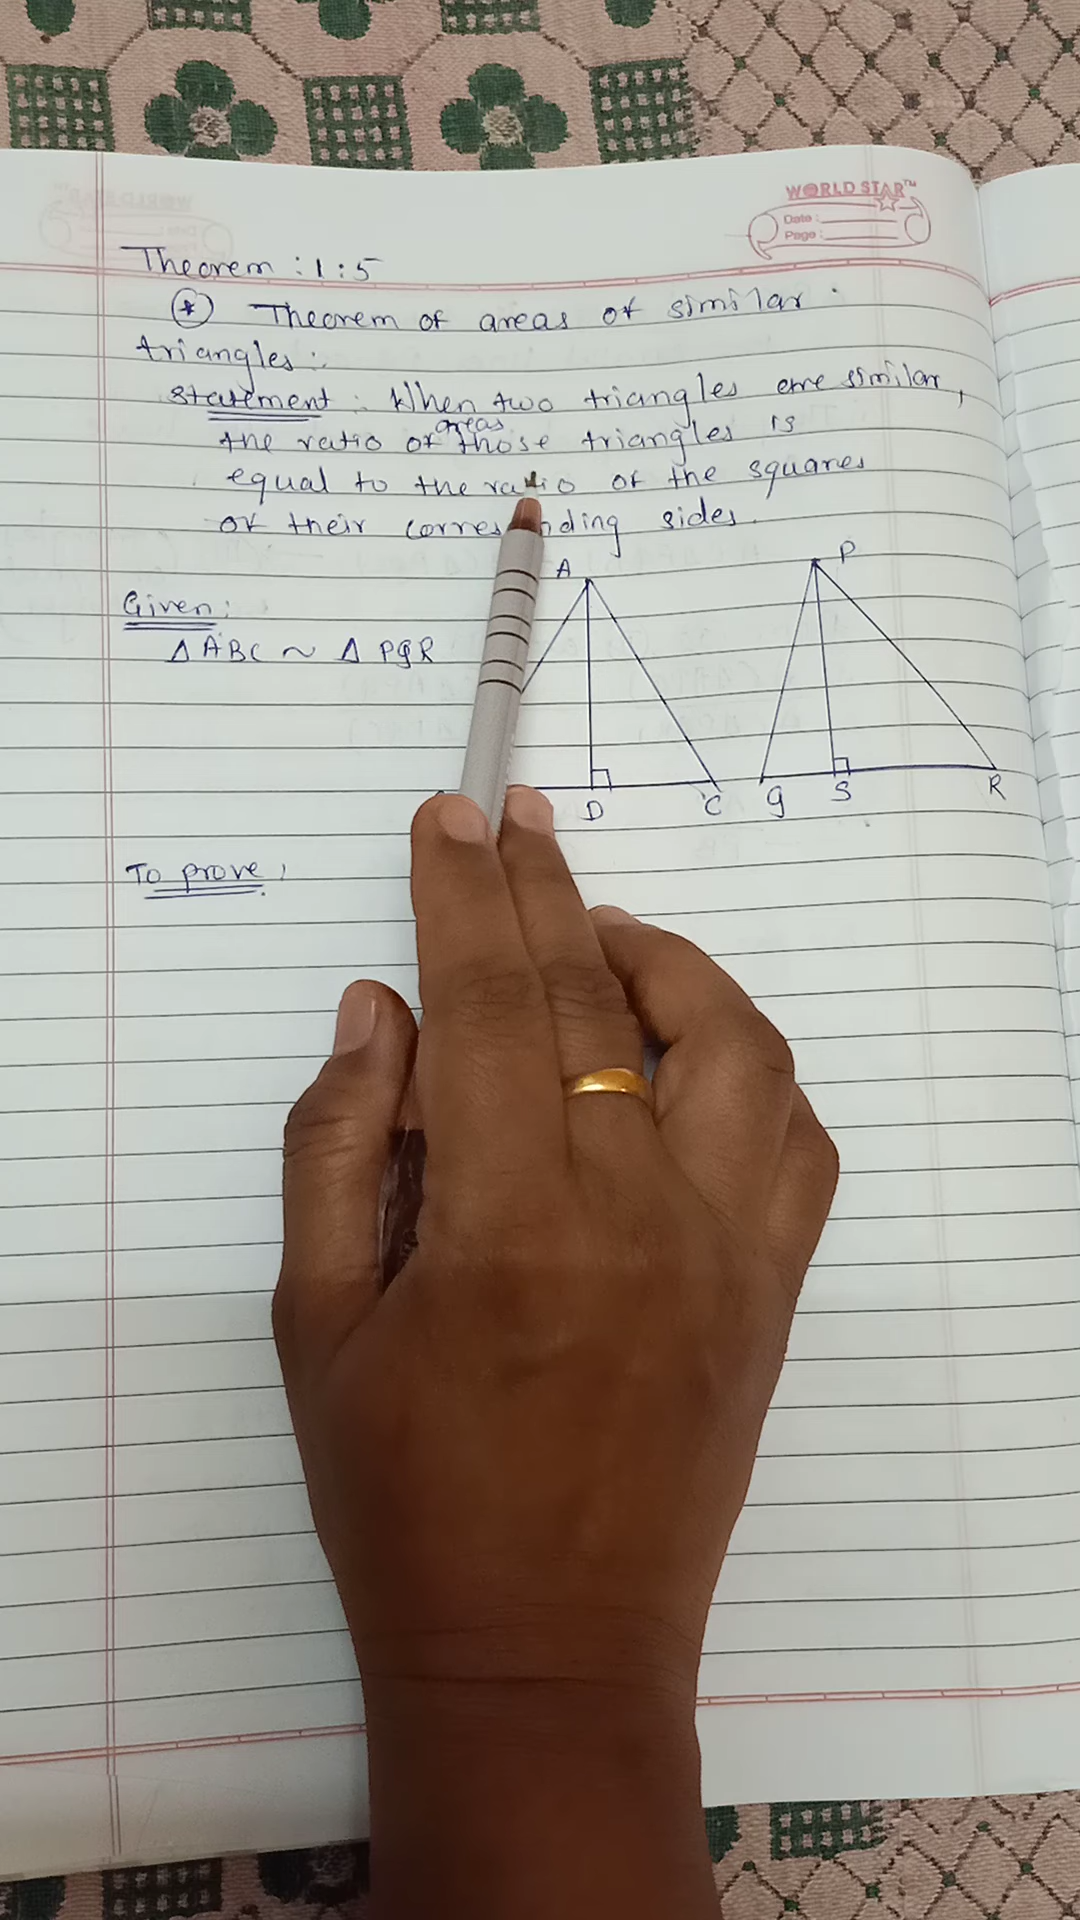 WORLD STAR™
Date :
Page :
Theorem : 1:5
* Theorem of areas of similar
triangles:
Statement : When two triangles are similar,
areas
the ratio of those triangles is
equal to the ratio of the squares
of their corresponding sides.
A
P
Given:
Δ ABC ~ Δ PQR
D
C
Q
S
R
To prove :